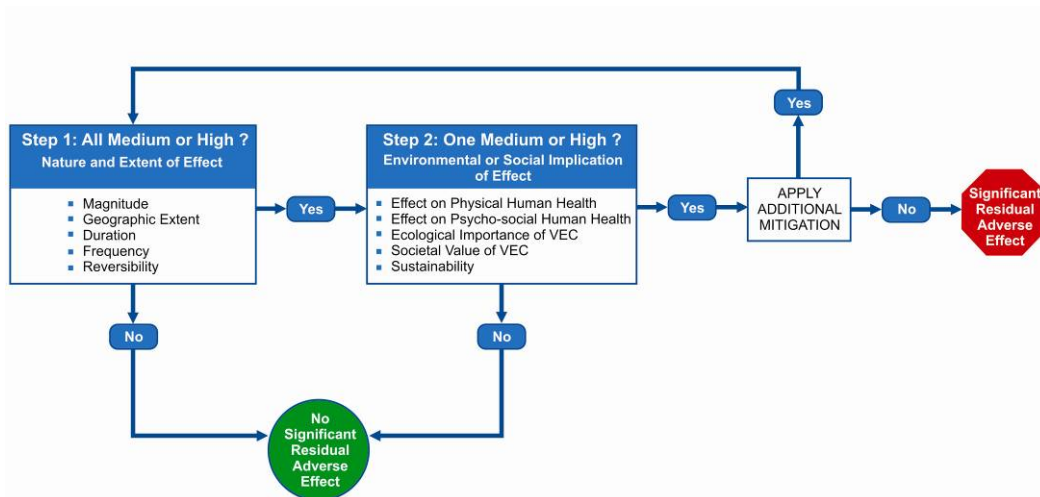 Step 1: All Medium or High ?
Nature and Extent of Effect
Magnitude
Geographic Extent
Duration
Frequency
Reversibility
Yes
Step 2: One Medium or High ?
Environmental or Social Implication
of Effect
Effect on Physical Human Health
Effect on Psycho-social Human Health
Ecological Importance of VEC
Societal Value of VEC
Sustainability
Yes
Yes
APPLY
ADDITIONAL
MITIGATION
No
Significant
Residual
Adverse
Effect
No
No
No
Significant
Residual
Adverse
Effect